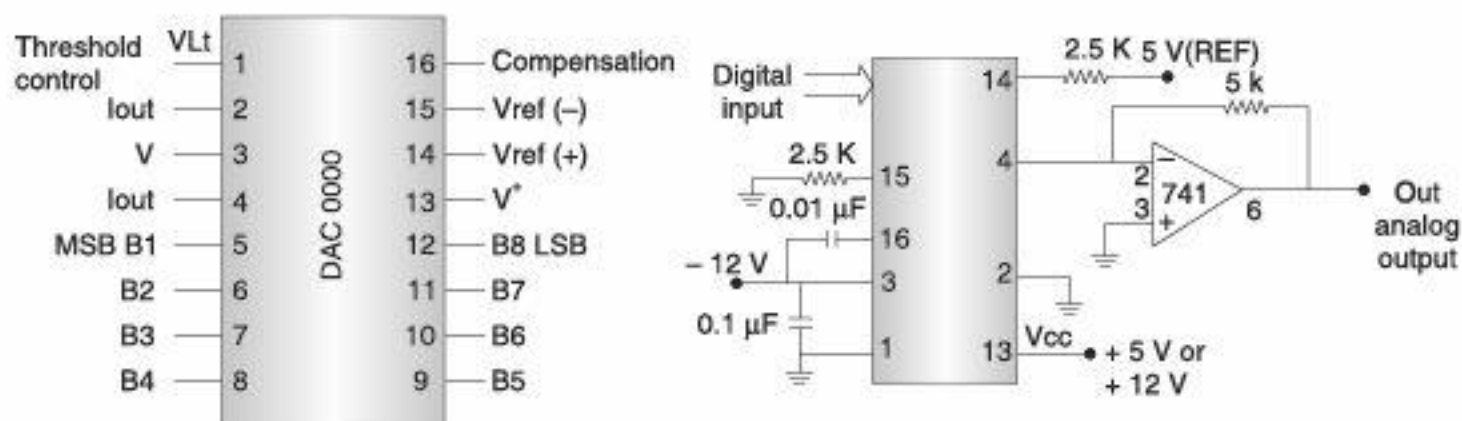 Threshold control
VLt
1
Iout
2
V
3
Iout
4
MSB B1
5
B2
6
B3
7
B4
8
DAC 0000
16
Compensation
15
Vref (–)
14
Vref (+)
13
V+
12
B8 LSB
11
B7
10
B6
9
B5
Digital input
2.5 K
15
0.01 µF
16
– 12 V
3
0.1 µF
1
14
2.5 K
5 V(REF)
5 k
4
–
2
741
3
+
6
Out analog output
2
13
Vcc
+ 5 V or + 12 V